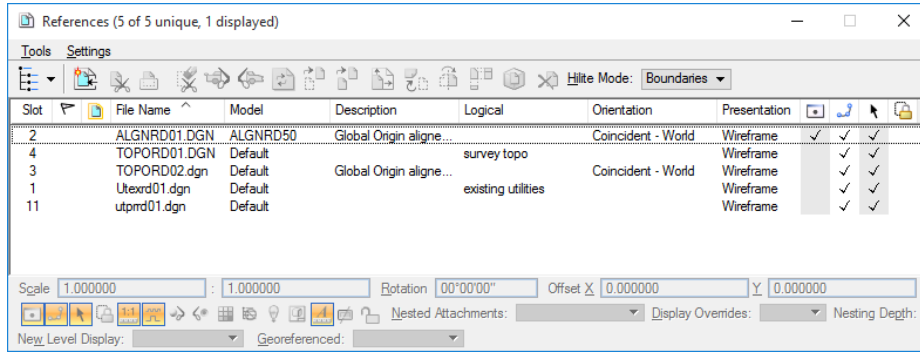 References (5 of 5 unique, 1 displayed)
Tools Settings
Hilite Mode: Boundaries
Slot File Name Model Description Logical Orientation Presentation
2 ALGNRD01.DGN ALGNRD50 Global Origin aligne... Coincident - World Wireframe
4 TOPORD01.DGN Default survey topo Wireframe
3 TOPORD02.dgn Default Global Origin aligne... Coincident - World Wireframe
1 Utexrd01.dgn Default existing utilities Wireframe
11 utprrd01.dgn Default Wireframe
Scale 1.000000 : 1.000000 Rotation 00°00'00" Offset X 0.000000 Y 0.000000
1:1 A Nested Attachments: Display Overrides: Nesting Depth:
New Level Display: Georeferenced: